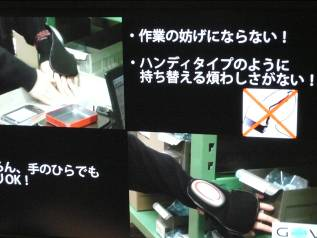 ・作業の妨げにならない！
・ハンディタイプのように
持ち替える煩わしさがない！
ろん、手のひらでも
OK！